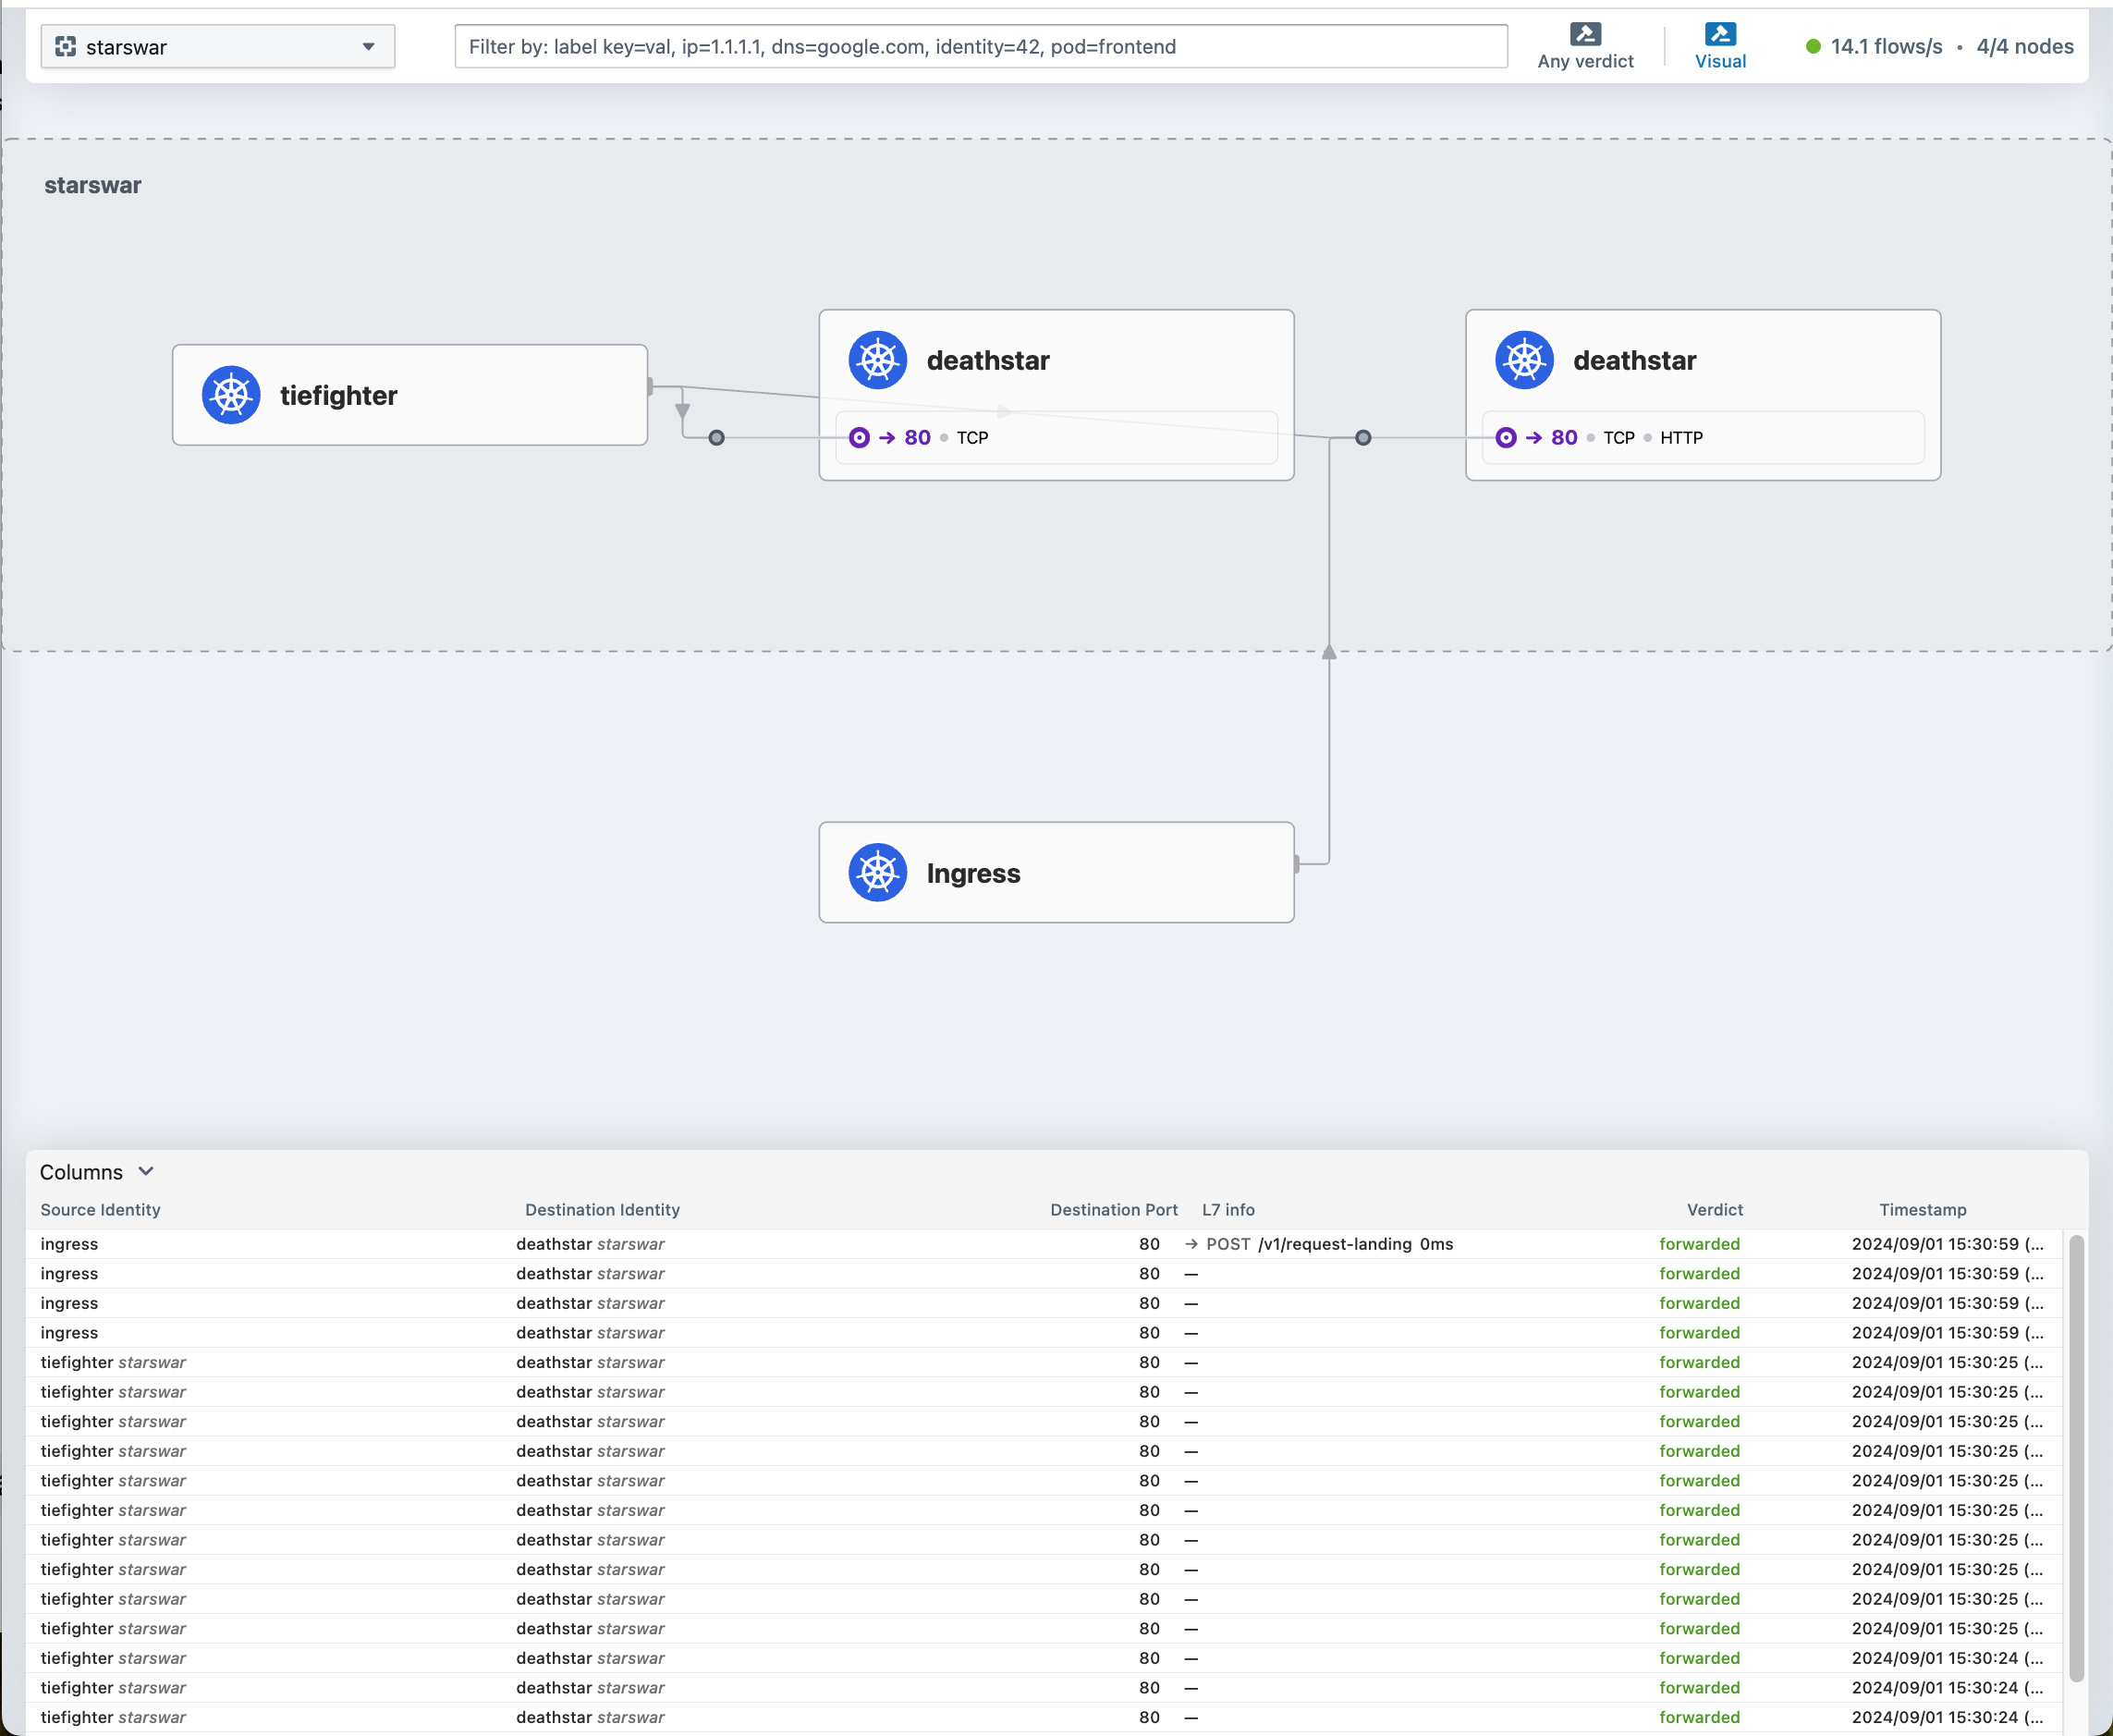 starswar
Filter by: label key=val, ip=1.1.1.1, dns=google.com, identity=42, pod=frontend
Any verdict
Visual
14.1 flows/s • 4/4 nodes
starswar
tiefighter
deathstar
→ 80 • TCP
deathstar
→ 80 • TCP • HTTP
Ingress
Columns
Source Identity Destination Identity Destination Port L7 info Verdict Timestamp
ingress deathstar starswar 80 → POST /v1/request-landing 0ms forwarded 2024/09/01 15:30:59 (...
ingress deathstar starswar 80 — forwarded 2024/09/01 15:30:59 (...
ingress deathstar starswar 80 — forwarded 2024/09/01 15:30:59 (...
ingress deathstar starswar 80 — forwarded 2024/09/01 15:30:59 (...
tiefighter starswar deathstar starswar 80 — forwarded 2024/09/01 15:30:25 (...
tiefighter starswar deathstar starswar 80 — forwarded 2024/09/01 15:30:25 (...
tiefighter starswar deathstar starswar 80 — forwarded 2024/09/01 15:30:25 (...
tiefighter starswar deathstar starswar 80 — forwarded 2024/09/01 15:30:25 (...
tiefighter starswar deathstar starswar 80 — forwarded 2024/09/01 15:30:25 (...
tiefighter starswar deathstar starswar 80 — forwarded 2024/09/01 15:30:25 (...
tiefighter starswar deathstar starswar 80 — forwarded 2024/09/01 15:30:25 (...
tiefighter starswar deathstar starswar 80 — forwarded 2024/09/01 15:30:25 (...
tiefighter starswar deathstar starswar 80 — forwarded 2024/09/01 15:30:25 (...
tiefighter starswar deathstar starswar 80 — forwarded 2024/09/01 15:30:25 (...
tiefighter starswar deathstar starswar 80 — forwarded 2024/09/01 15:30:24 (...
tiefighter starswar deathstar starswar 80 — forwarded 2024/09/01 15:30:24 (...
tiefighter starswar deathstar starswar 80 — forwarded 2024/09/01 15:30:24 (...